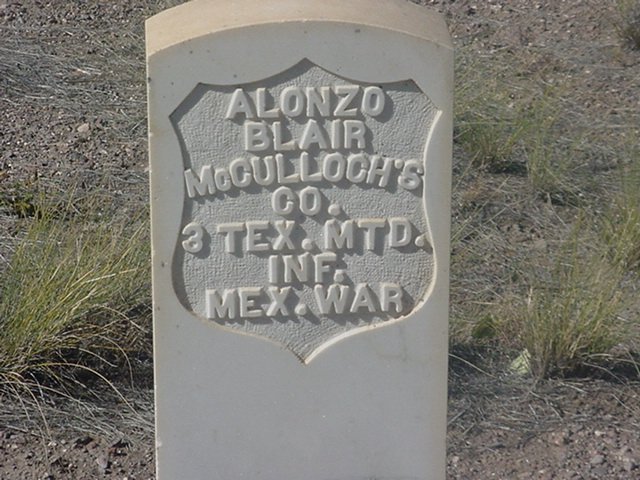 ALONZO
BLAIR
McCULLOCH'S
CO.
3 TEX. MTD.
INF.
MEX. WAR